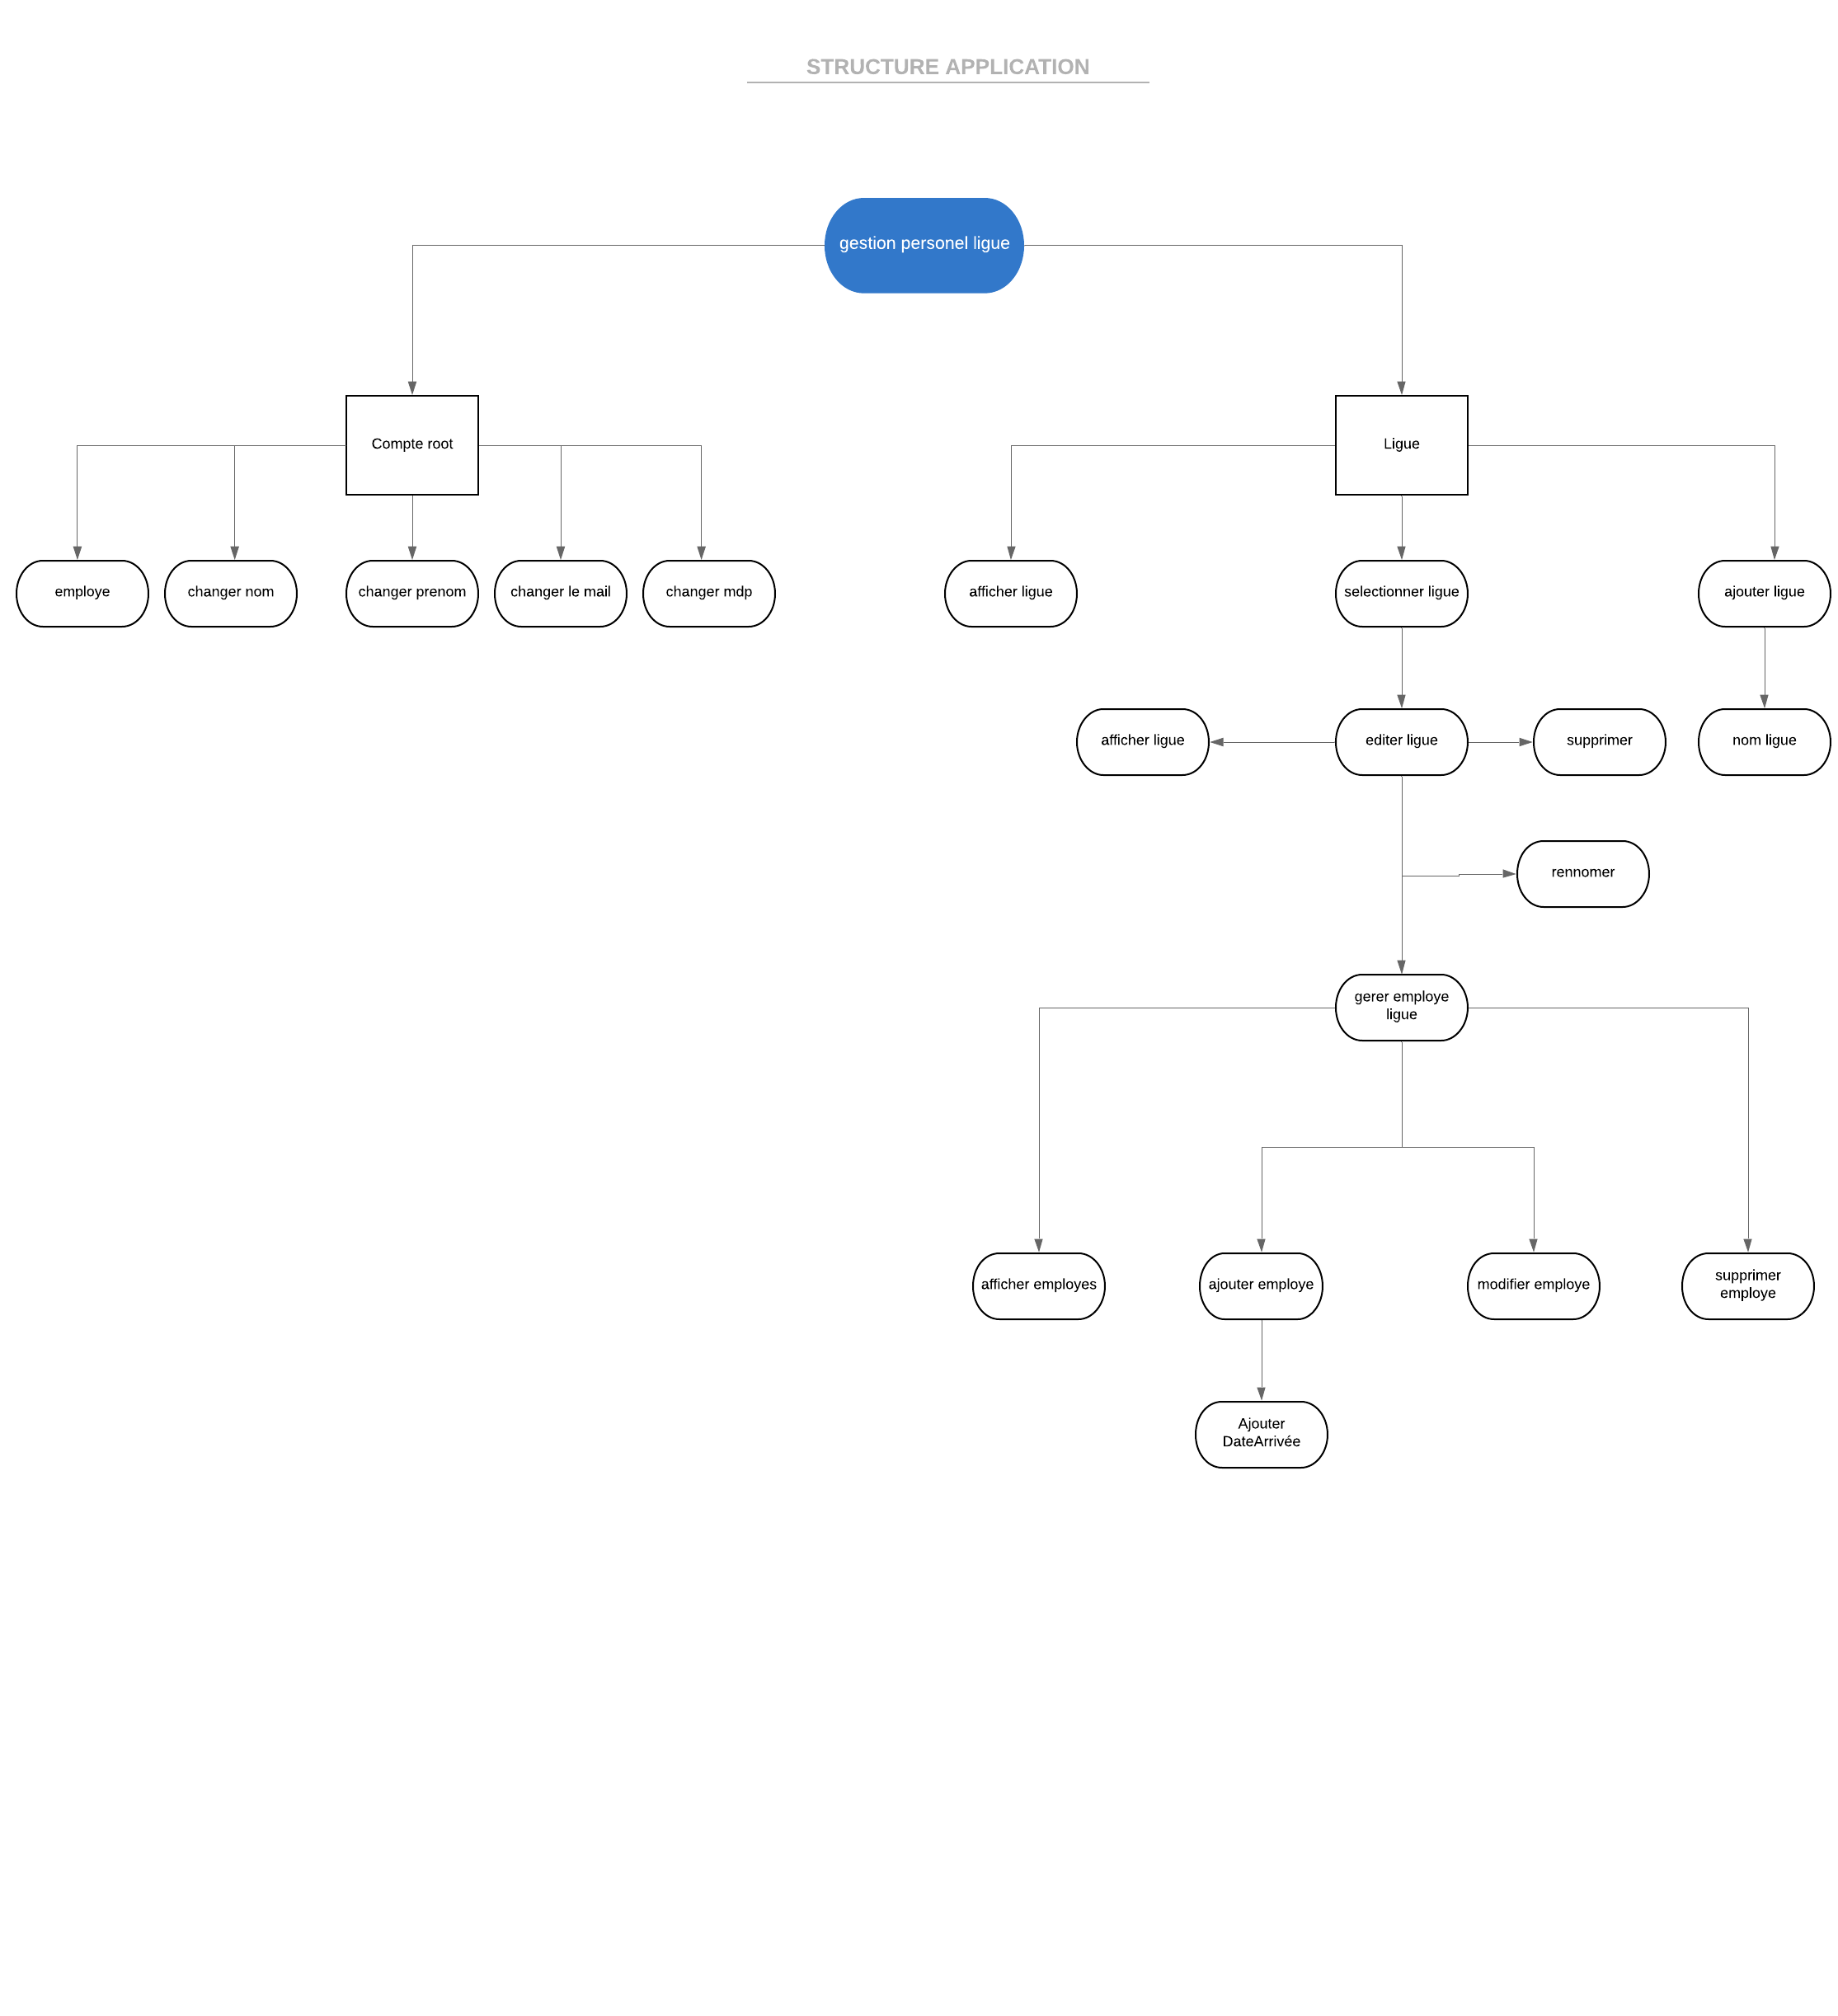 STRUCTURE APPLICATION
gestion personel ligue
Compte root
Ligue
employe
changer nom
changer prenom
changer le mail
changer mdp
afficher ligue
selectionner ligue
ajouter ligue
afficher ligue
editer ligue
supprimer
nom ligue
rennomer
gerer employe
ligue
afficher employes
ajouter employe
modifier employe
supprimer
employe
Ajouter
DateArrivée